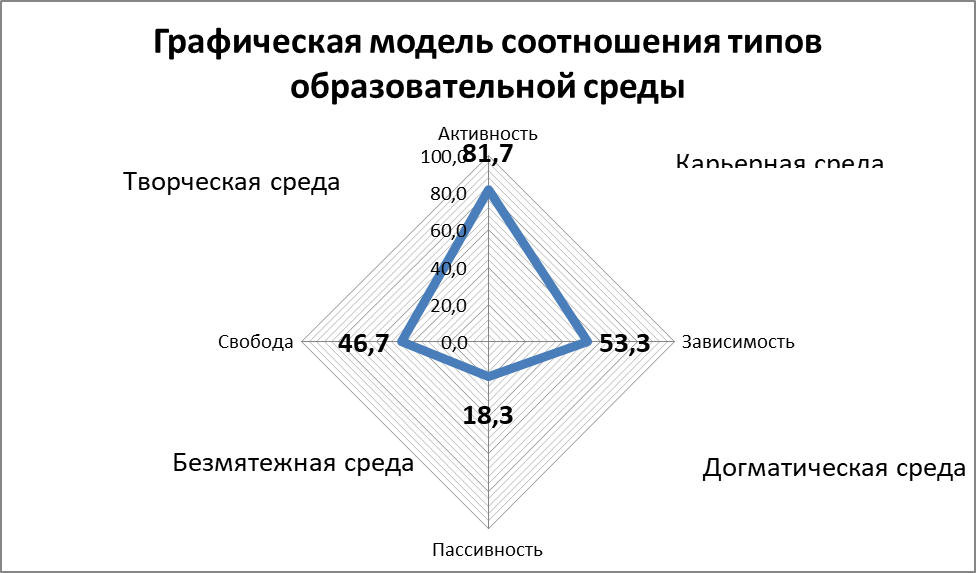 Графическая модель соотношения типов
образовательной среды
Активность
81,7
100,0
Карьерная среда
Творческая среда
80,0
60,0
40,0
20,0
Свобода
46,7
0,0
53,3
Зависимость
18,3
Безмятежная среда
Догматическая среда
Пассивность